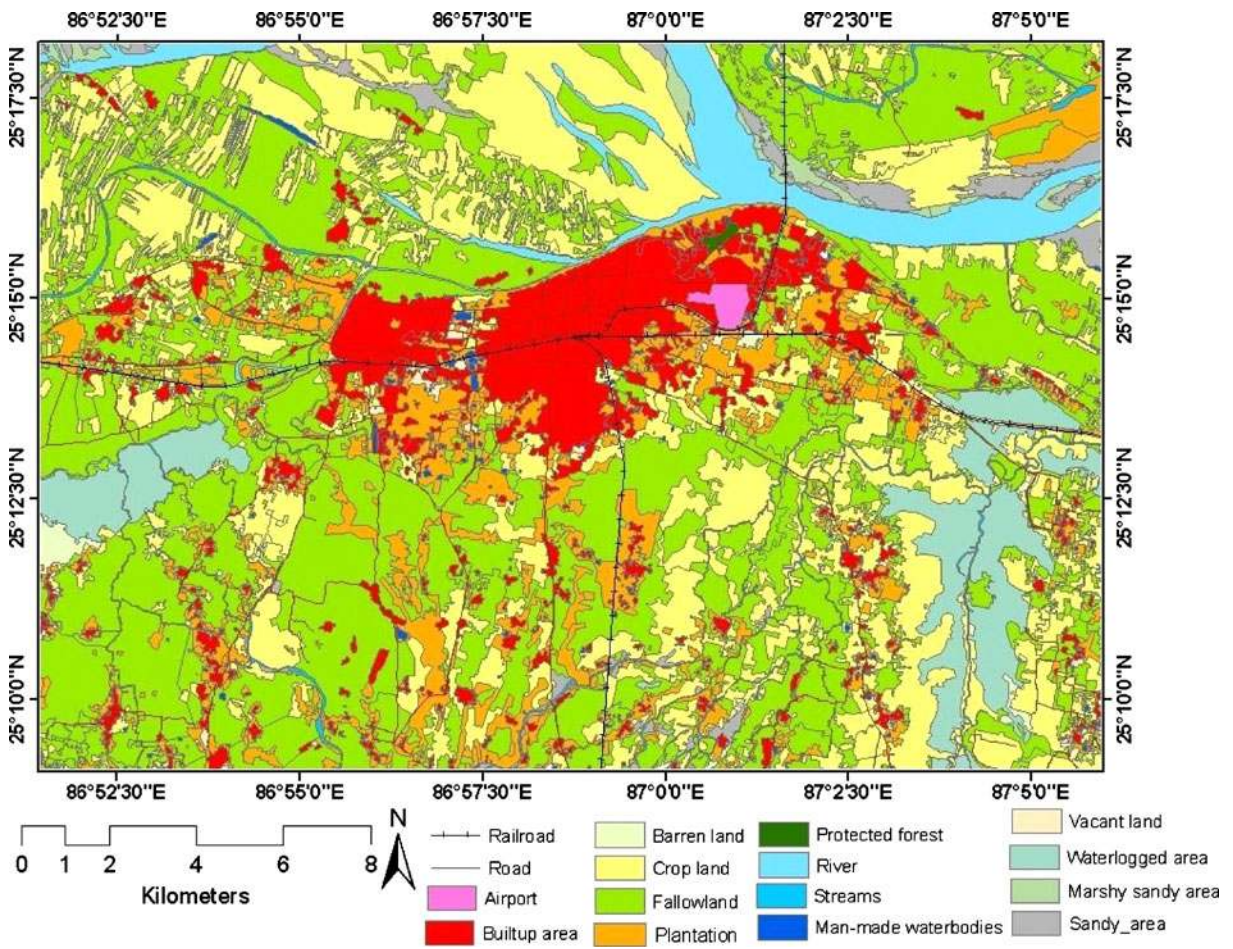 86°52'30"E 86°55'0"E 86°57'30"E 87°0'0"E 87°2'30"E 87°5'0"E
25°17'30"N 25°17'30"N
25°15'0"N 25°15'0"N
25°12'30"N 25°12'30"N
25°10'0"N 25°10'0"N
86°52'30"E 86°55'0"E 86°57'30"E 87°0'0"E 87°2'30"E 87°5'0"E
0 1 2 4 6 8
Kilometers
N
Railroad
Road
Airport
Builtup area
Barren land
Crop land
Fallowland
Plantation
Protected forest
River
Streams
Man-made waterbodies
Vacant land
Waterlogged area
Marshy sandy area
Sandy_area